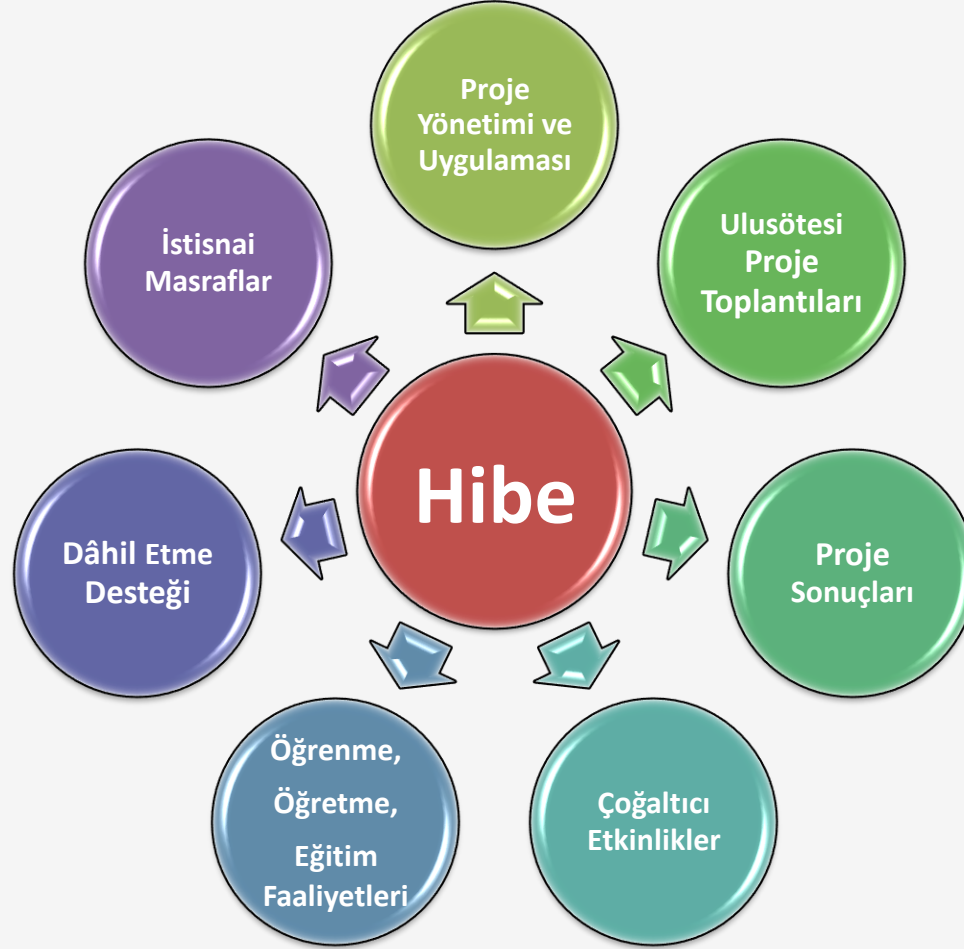 Proje
Yönetimi ve
Uygulaması
Ulusötesi
Proje
Toplantıları
Proje
Sonuçları
Çoğaltıcı
Etkinlikler
Öğrenme,
Öğretme,
Eğitim
Faaliyetleri
Dâhil Etme
Desteği
İstisnai
Masraflar
Hibe